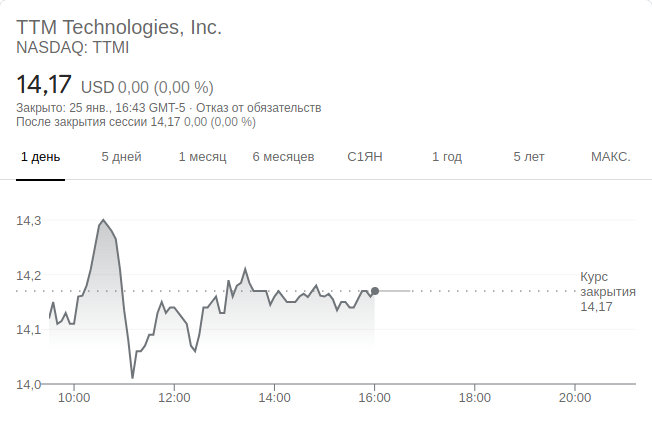 TTM Technologies, Inc.
NASDAQ: TTMI
14,17 USD 0,00 (0,00 %)
Закрыто: 25 янв., 16:43 GMT-5 · Отказ от обязательств
После закрытия сессии 14,17 0,00 (0,00 %)
1 день 5 дней 1 месяц 6 месяцев С1ЯН 1 год 5 лет МАКС.
14,3
14,2
Курс
закрытия
14,17
14,1
14,0
10:00 12:00 14:00 16:00 18:00 20:00